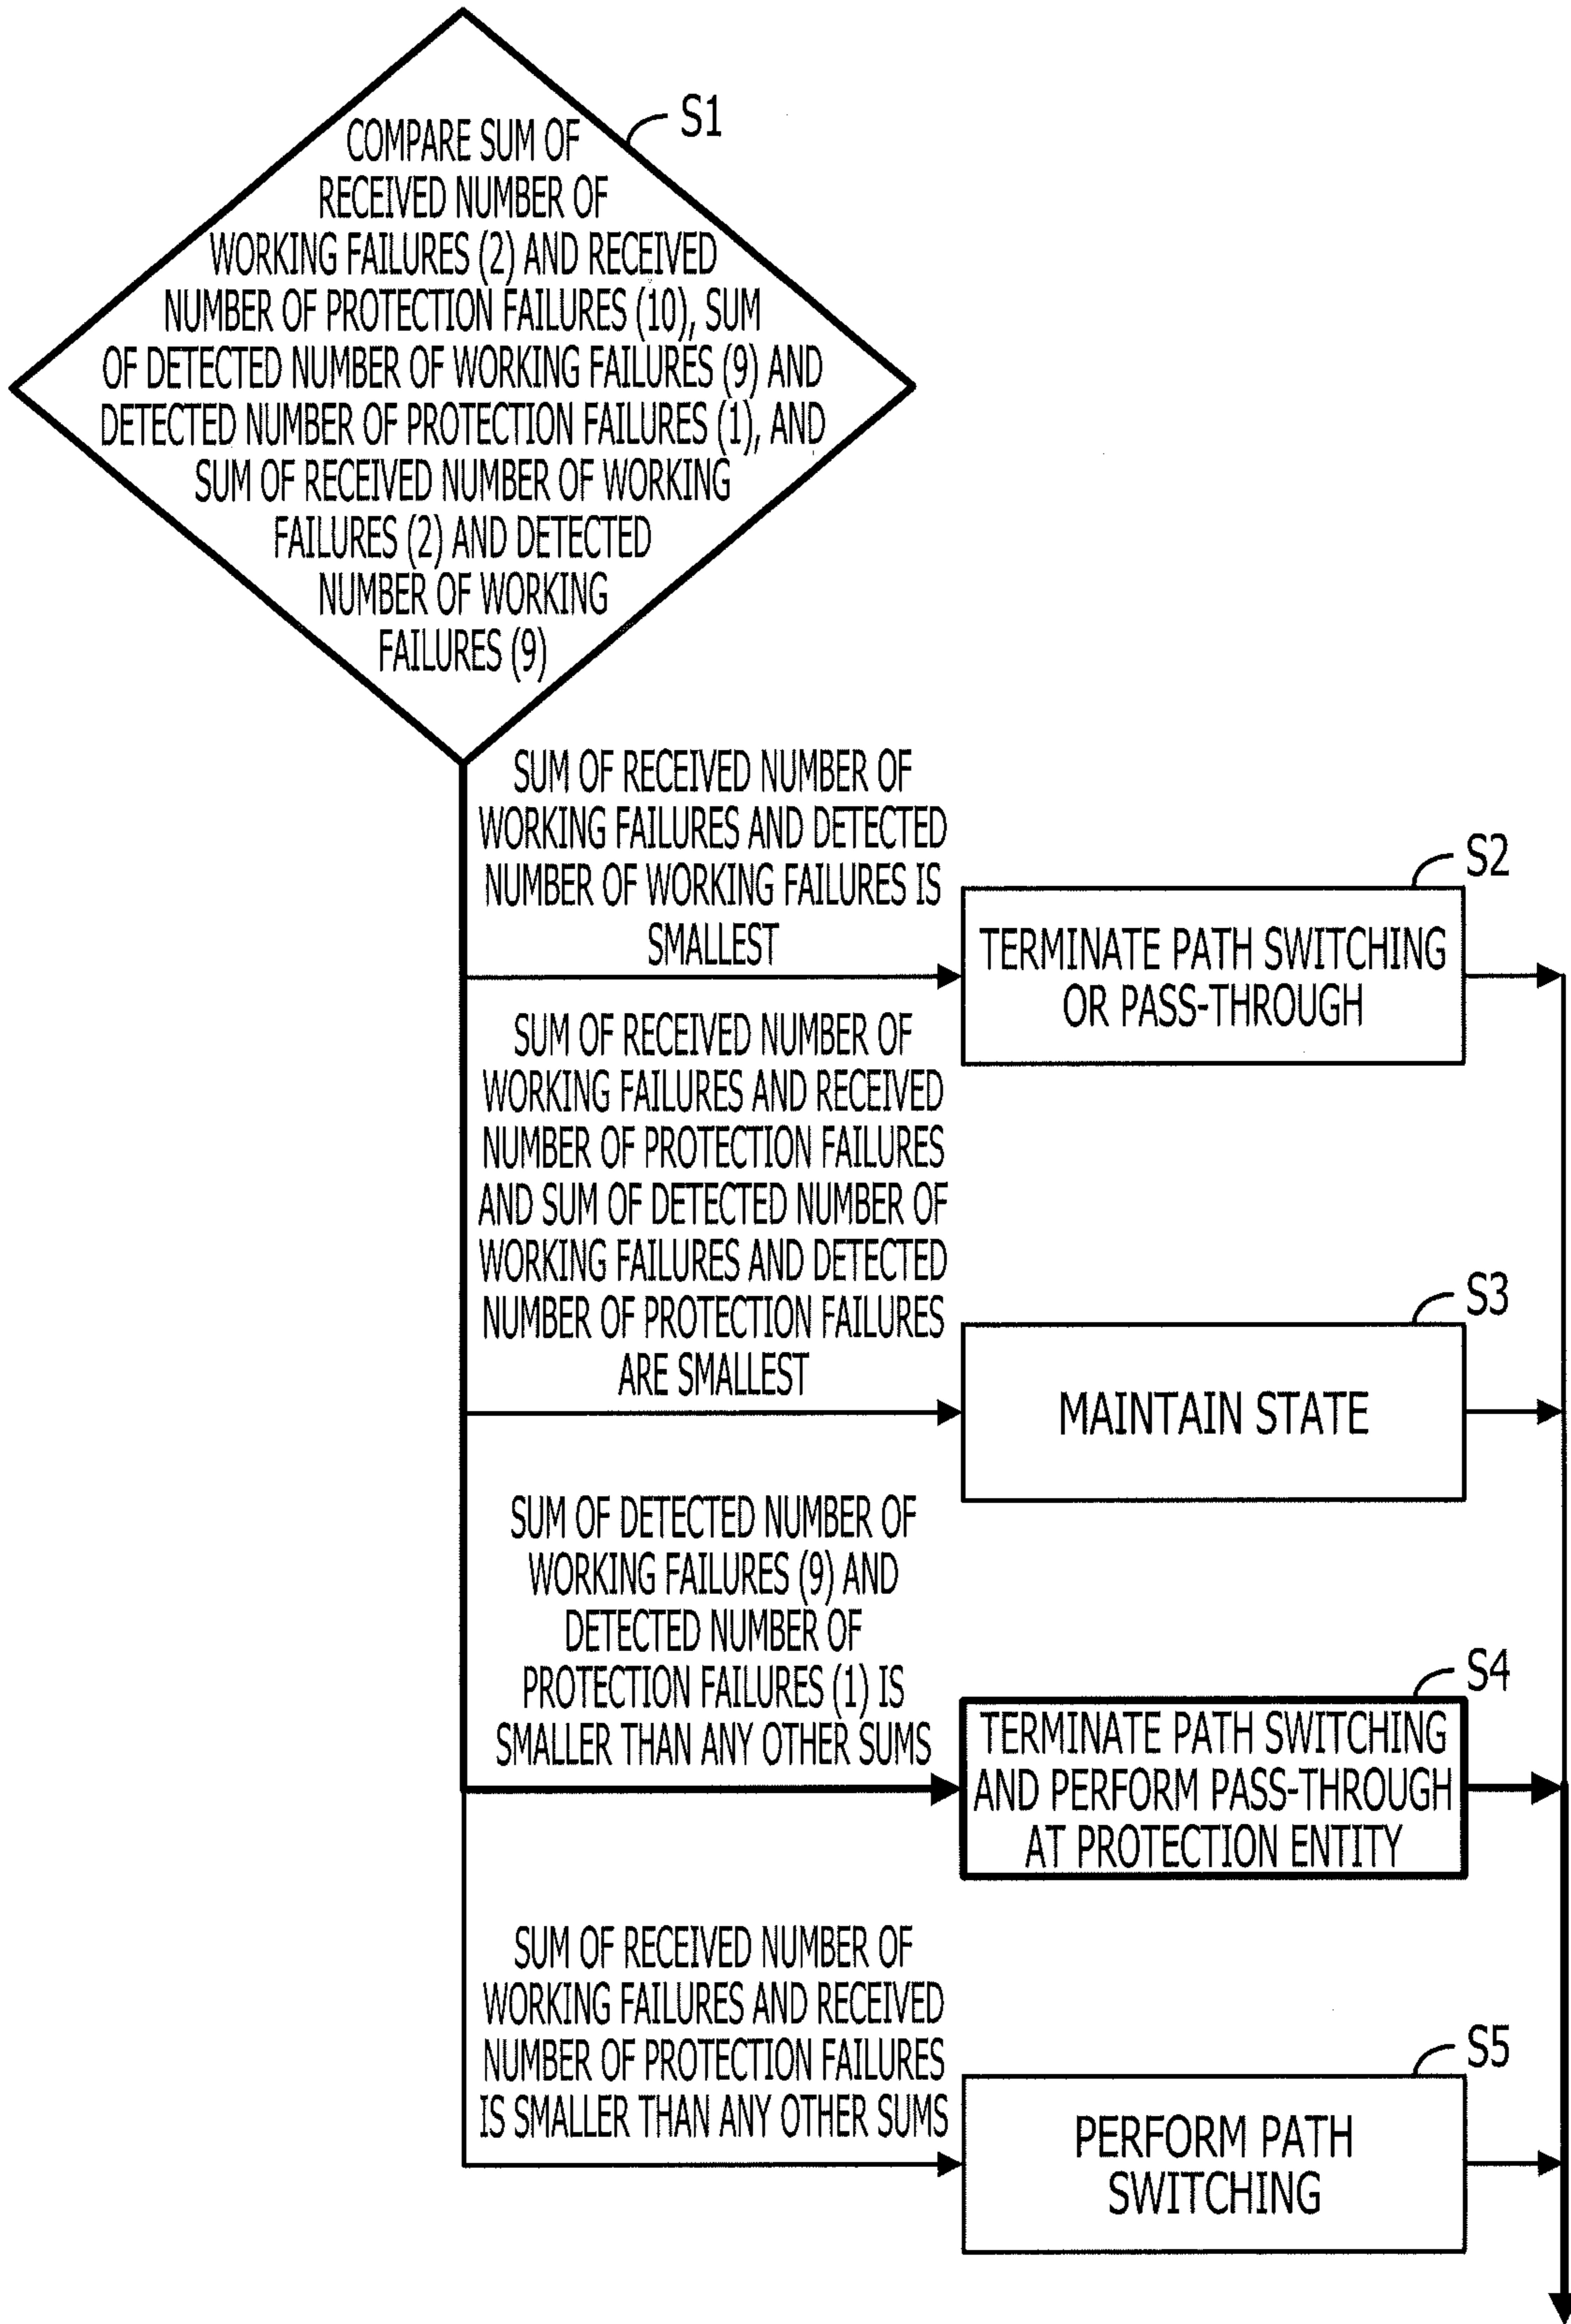 S1
COMPARE SUM OF
RECEIVED NUMBER OF
WORKING FAILURES (2) AND RECEIVED
NUMBER OF PROTECTION FAILURES (10), SUM
OF DETECTED NUMBER OF WORKING FAILURES (9) AND
DETECTED NUMBER OF PROTECTION FAILURES (1), AND
SUM OF RECEIVED NUMBER OF WORKING
FAILURES (2) AND DETECTED
NUMBER OF WORKING
FAILURES (9)
SUM OF RECEIVED NUMBER OF
WORKING FAILURES AND DETECTED
NUMBER OF WORKING FAILURES IS
SMALLEST
S2
TERMINATE PATH SWITCHING
OR PASS-THROUGH
SUM OF RECEIVED NUMBER OF
WORKING FAILURES AND RECEIVED
NUMBER OF PROTECTION FAILURES
AND SUM OF DETECTED NUMBER OF
WORKING FAILURES AND DETECTED
NUMBER OF PROTECTION FAILURES
ARE SMALLEST
S3
MAINTAIN STATE
SUM OF DETECTED NUMBER OF
WORKING FAILURES (9) AND
DETECTED NUMBER OF
PROTECTION FAILURES (1) IS
SMALLER THAN ANY OTHER SUMS
S4
TERMINATE PATH SWITCHING
AND PERFORM PASS-THROUGH
AT PROTECTION ENTITY
SUM OF RECEIVED NUMBER OF
WORKING FAILURES AND RECEIVED
NUMBER OF PROTECTION FAILURES
IS SMALLER THAN ANY OTHER SUMS
S5
PERFORM PATH
SWITCHING